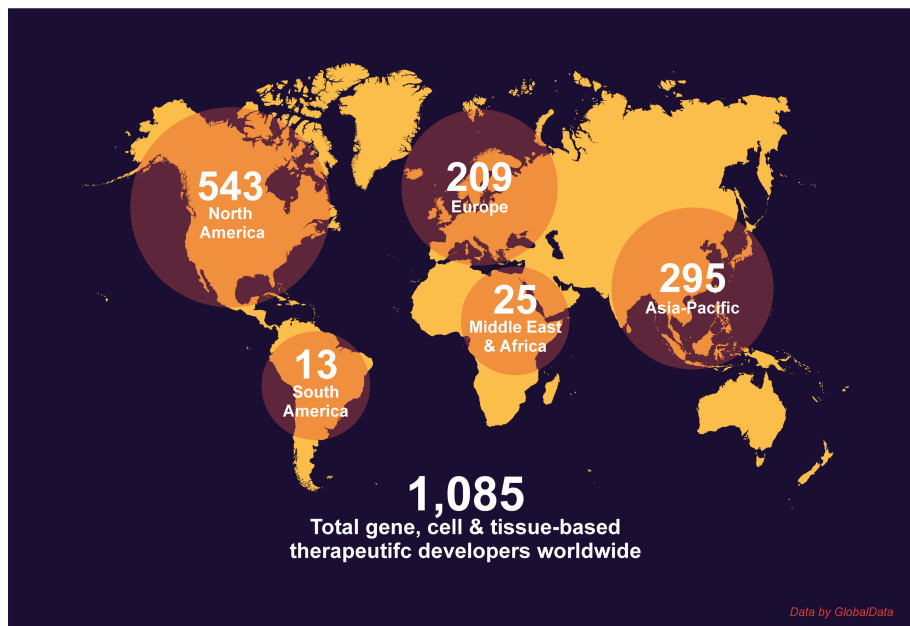 543
North
America
209
Europe
295
Asia-Pacific
25
Middle East
& Africa
13
South
America
1,085
Total gene, cell & tissue-based
therapeutifc developers worldwide
Data by GlobalData